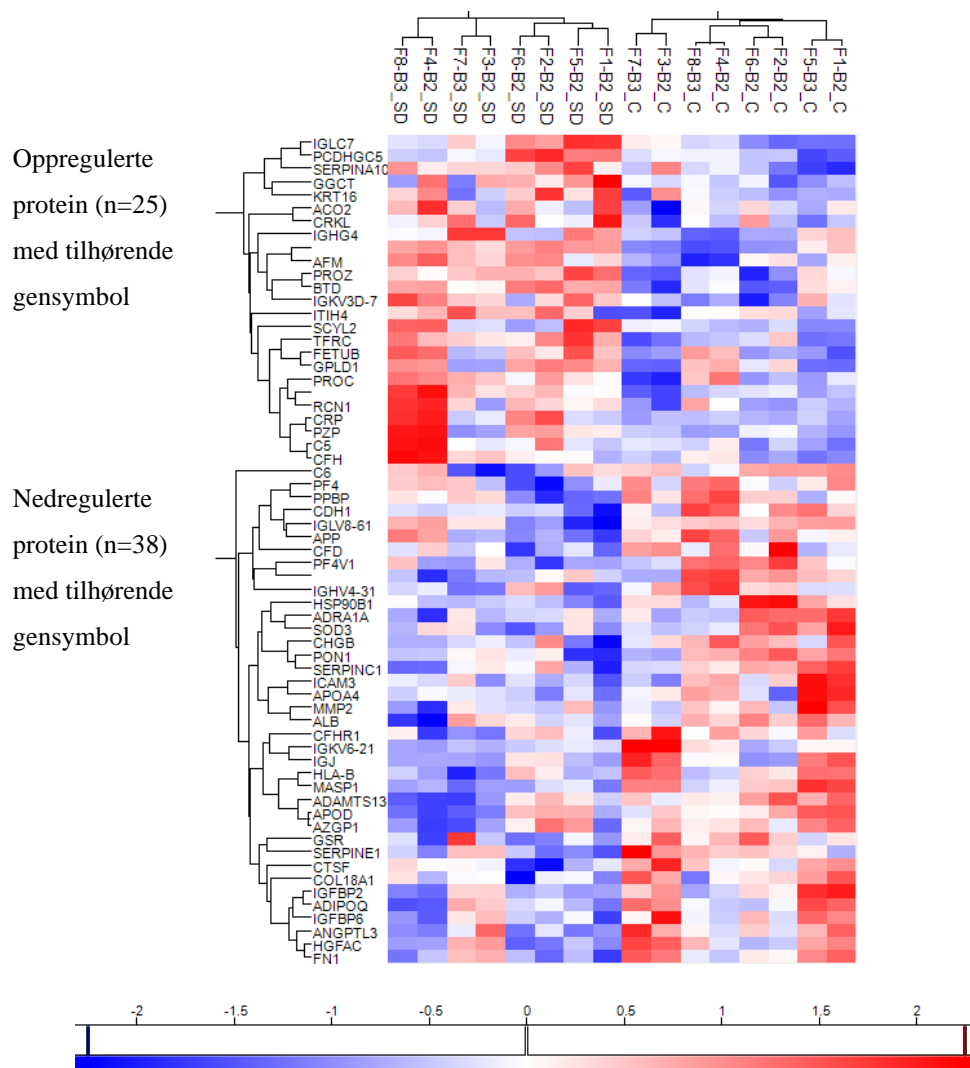 F8-B3_SD
F4-B2_SD
F7-B3_SD
F3-B2_SD
F6-B2_SD
F2-B2_SD
F5-B2_SD
F1-B2_SD
F7-B3_C
F3-B2_C
F8-B3_C
F4-B2_C
F6-B2_C
F2-B2_C
F5-B3_C
F1-B2_C
Oppregulerte
protein (n=25)
med tilhørende
gensymbol
IGLC7
PCDHGC5
SERPINA10
GGCT
KRT16
ACO2
CRKL
IGHG4
AFM
PROZ
BTD
IGKV3D-7
ITIH4
SCYL2
TFRC
FETUB
GPLD1
PROC
RCN1
CRP
PZP
C5
CFH
Nedregulerte
protein (n=38)
med tilhørende
gensymbol
C6
PF4
PPBP
CDH1
IGLV8-61
APP
CFD
PF4V1
IGHV4-31
HSP90B1
ADRA1A
SOD3
CHGB
PON1
SERPINC1
ICAM3
APOA4
MMP2
ALB
CFHR1
IGKV6-21
IGJ
HLA-B
MASP1
ADAMTS13
APOD
AZGP1
GSR
SERPINE1
CTSF
COL18A1
IGFBP2
ADIPOQ
IGFBP6
ANGPTL3
HGFAC
FN1
-2 -1.5 -1 -0.5 0 0.5 1 1.5 2